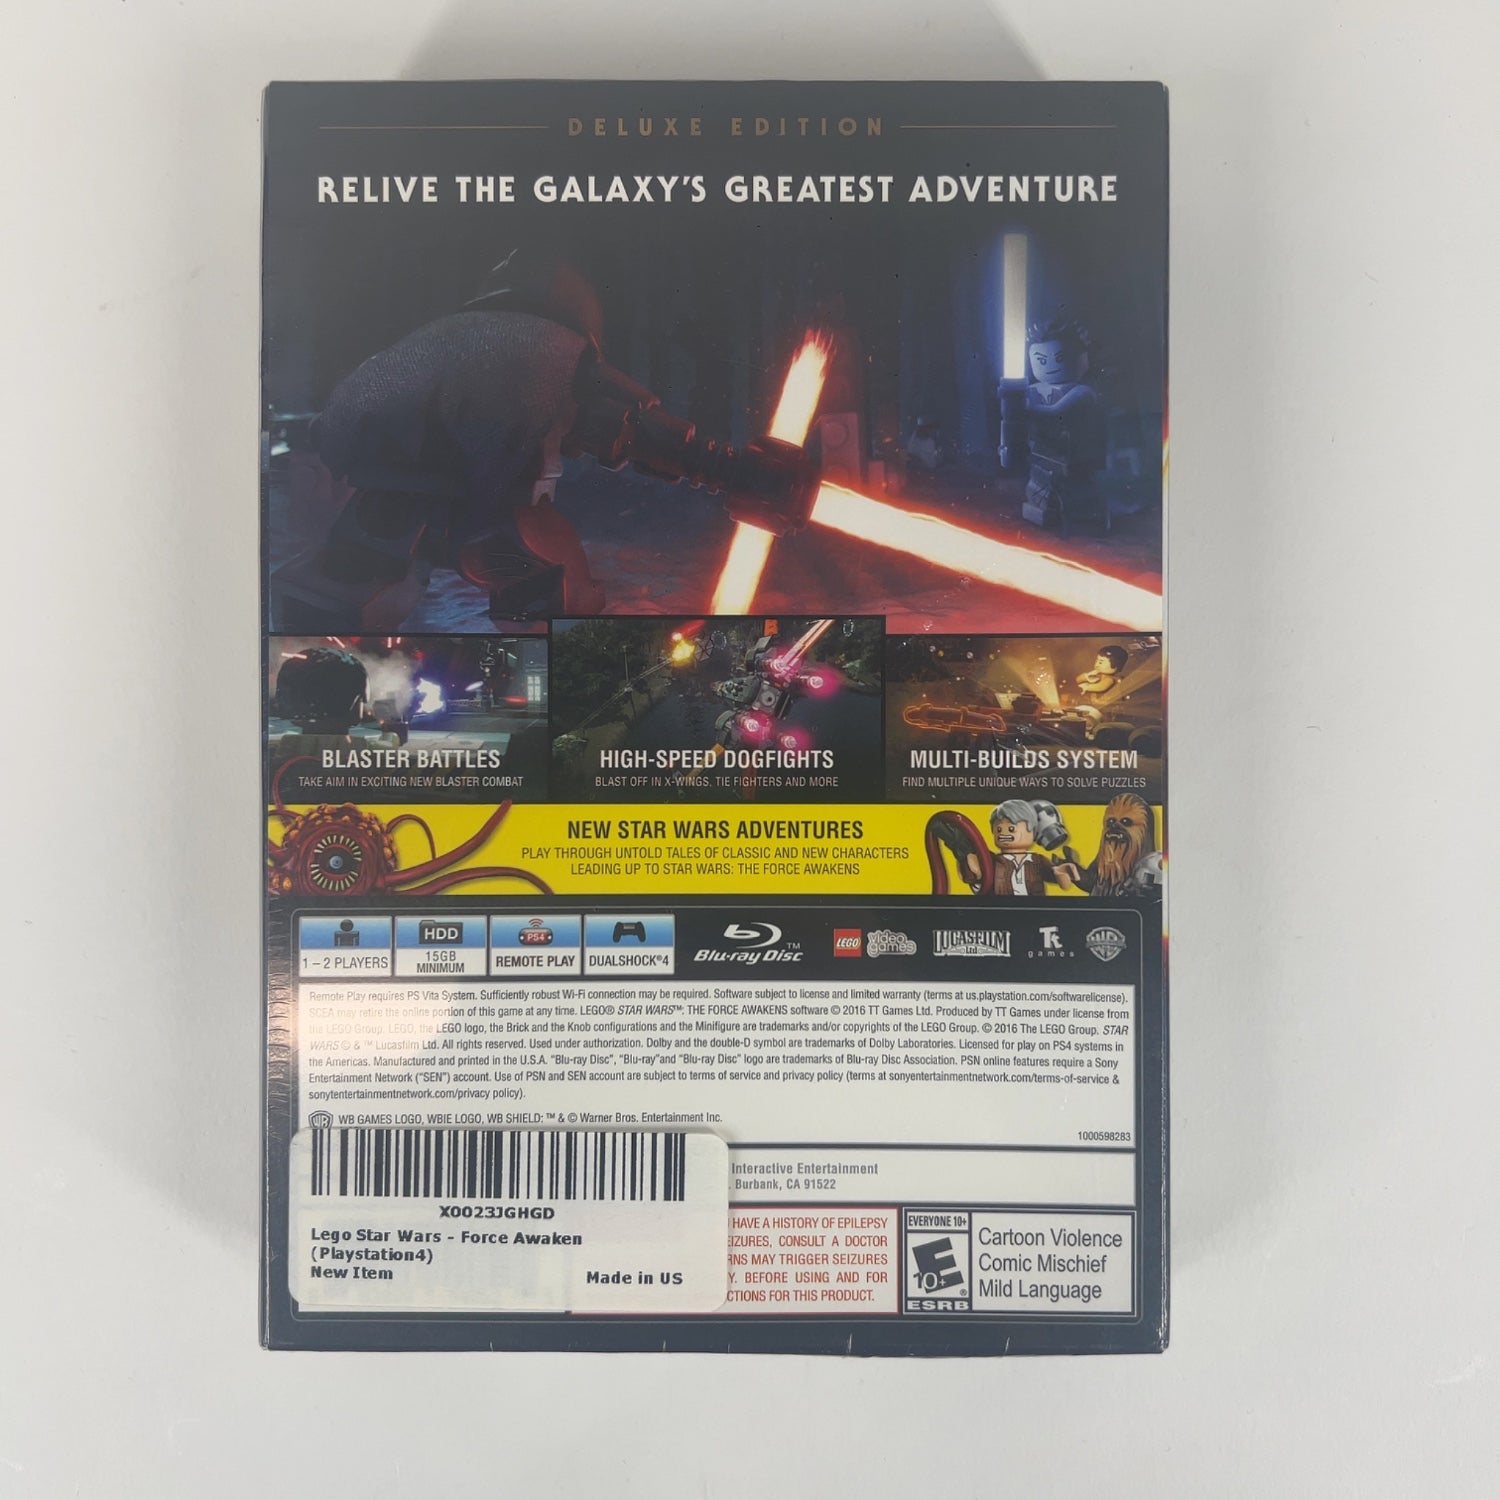 DELUXE EDITION
RELIVE THE GALAXY'S GREATEST ADVENTURE
BLASTER BATTLES
TAKE AIM IN EXCITING NEW BLASTER COMBAT
HIGH-SPEED DOGFIGHTS
BLAST OFF IN X-WINGS, TIE FIGHTERS AND MORE
MULTI-BUILDS SYSTEM
FIND MULTIPLE UNIQUE WAYS TO SOLVE PUZZLES
NEW STAR WARS ADVENTURES
PLAY THROUGH UNTOLD TALES OF CLASSIC AND NEW CHARACTERS
LEADING UP TO STAR WARS: THE FORCE AWAKENS
1 – 2 PLAYERS
HDD
15GB
MINIMUM
PS4
REMOTE PLAY
DUALSHOCK®4
Blu-ray Disc™
LEGO video games
LUCASFILM Ltd
Tt games
WB
Remote Play requires PS Vita System. Sufficiently robust Wi-Fi connection may be required. Software subject to license and limited warranty (terms at us.playstation.com/softwarelicense).
SCEA may retire the online portion of this game at any time. LEGO® STAR WARS™: THE FORCE AWAKENS software © 2016 TT Games Ltd. Produced by TT Games under license from
the LEGO Group. LEGO, the LEGO logo, the Brick and the Knob configurations and the Minifigure are trademarks and/or copyrights of the LEGO Group. © 2016 The LEGO Group. STAR
WARS © & ™ Lucasfilm Ltd. All rights reserved. Used under authorization. Dolby and the double-D symbol are trademarks of Dolby Laboratories. Licensed for play on PS4 systems in
the Americas. Manufactured and printed in the U.S.A. "Blu-ray Disc", "Blu-ray"and "Blu-ray Disc" logo are trademarks of Blu-ray Disc Association. PSN online features require a Sony
Entertainment Network ("SEN") account. Use of PSN and SEN account are subject to terms of service and privacy policy (terms at sonyentertainmentnetwork.com/terms-of-service &
sonytentertainmentnetwork.com/privacy policy).
WB GAMES LOGO, WBIE LOGO, WB SHIELD: ™ & © Warner Bros. Entertainment Inc.
1000598283
Interactive Entertainment
. Burbank, CA 91522
X0023JGHGD
Lego Star Wars - Force Awaken
(Playstation4)
New Item
Made in US
HAVE A HISTORY OF EPILEPSY
EIZURES, CONSULT A DOCTOR
RNS MAY TRIGGER SEIZURES
Y. BEFORE USING AND FOR
CTIONS FOR THIS PRODUCT.
EVERYONE 10+
E
10+
ESRB
Cartoon Violence
Comic Mischief
Mild Language